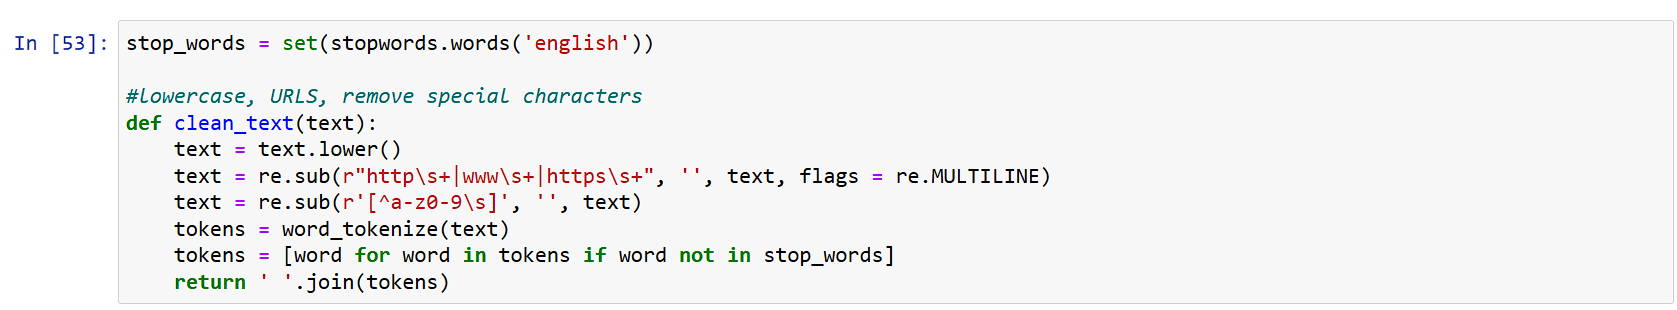 In [53]: stop_words = set(stopwords.words('english'))
#lowercase, URLS, remove special characters
def clean_text(text):
    text = text.lower()
    text = re.sub(r"http\s+|www\s+|https\s+", '', text, flags = re.MULTILINE)
    text = re.sub(r'[^a-z0-9\s]', '', text)
    tokens = word_tokenize(text)
    tokens = [word for word in tokens if word not in stop_words]
    return ' '.join(tokens)